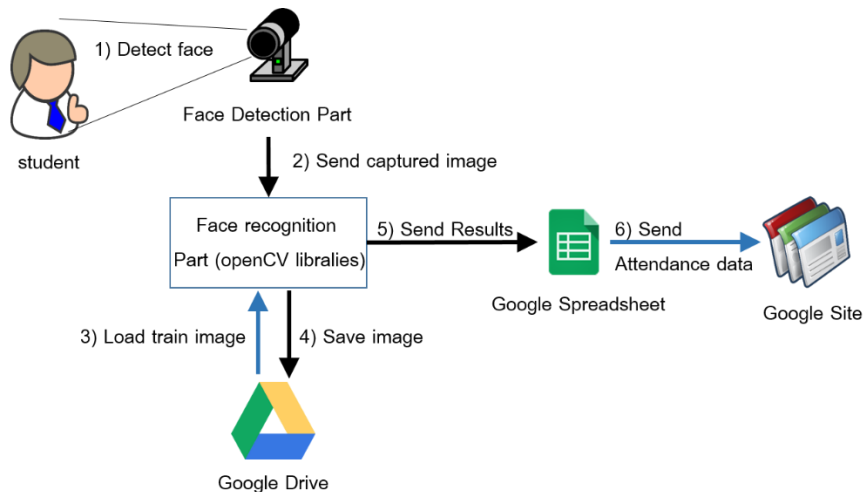 1) Detect face
Face Detection Part
student
2) Send captured image
Face recognition
Part (openCV libralies)
5) Send Results
6) Send
Attendance data
Google Spreadsheet
Google Site
3) Load train image
4) Save image
Google Drive